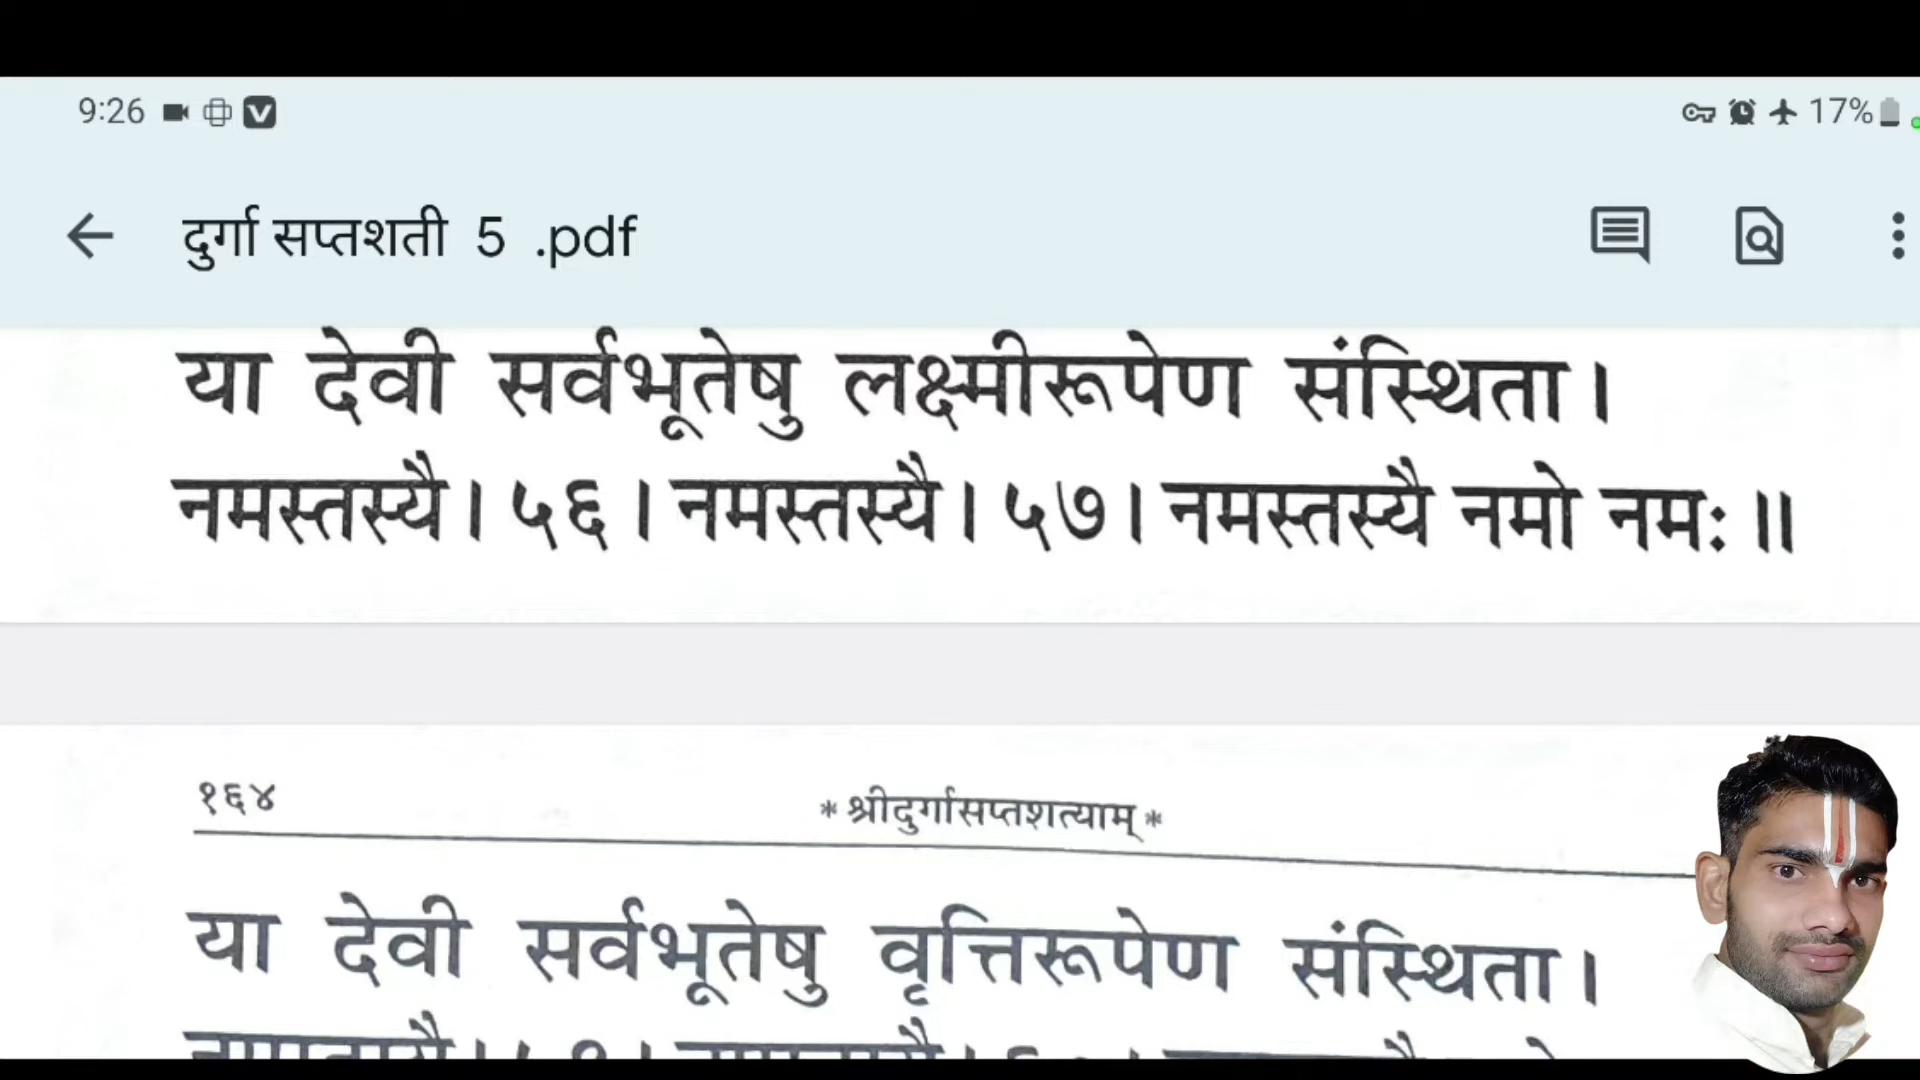 9:26
17%
दुर्गा सप्तशती 5 .pdf
या देवी सर्वभूतेषु लक्ष्मीरूपेण संस्थिता।
नमस्तस्यै। ५६ । नमस्तस्यै। ५७। नमस्तस्यै नमो नमः ॥
१६४
* श्रीदुर्गासप्तशत्याम् *
या देवी सर्वभूतेषु वृत्तिरूपेण संस्थिता।